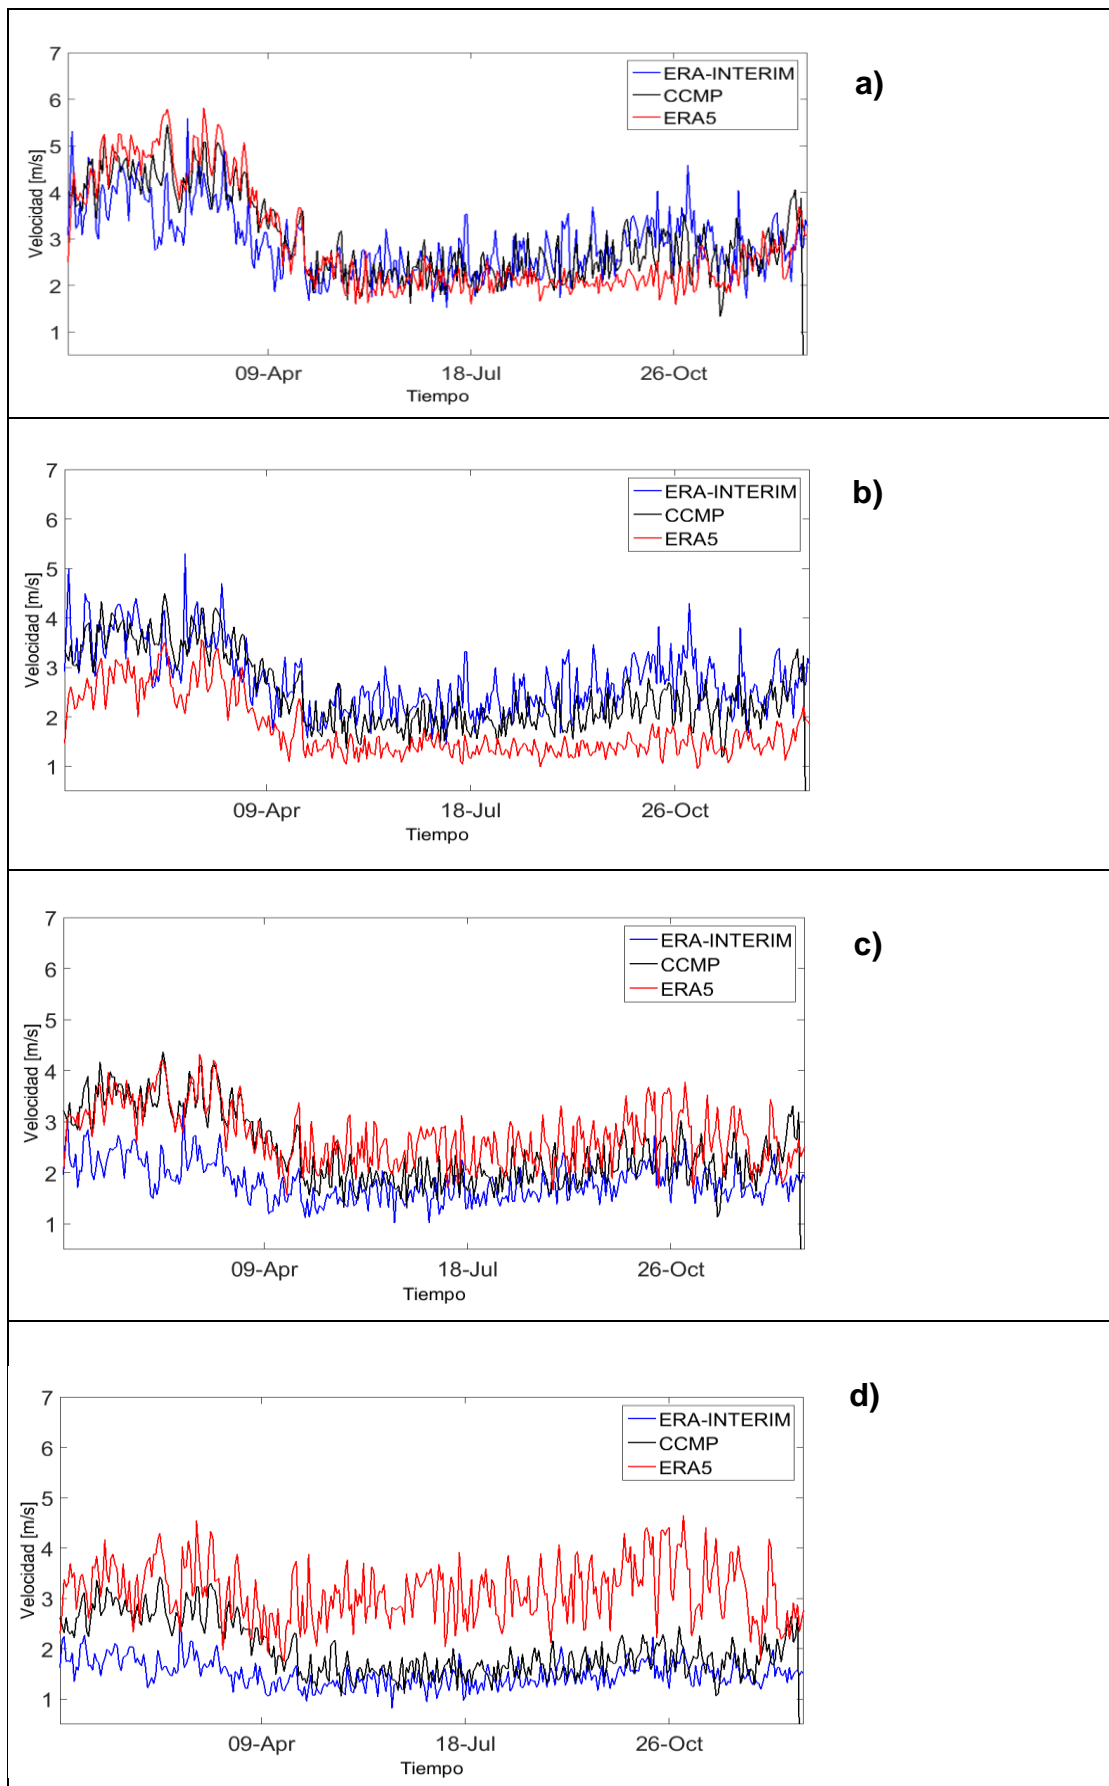 a)
7
6
5
4
3
2
1
Velocidad [m/s]
ERA-INTERIM
CCMP
ERA5
09-Apr 18-Jul 26-Oct
Tiempo
b)
7
6
5
4
3
2
1
Velocidad [m/s]
ERA-INTERIM
CCMP
ERA5
09-Apr 18-Jul 26-Oct
Tiempo
c)
7
6
5
4
3
2
1
Velocidad [m/s]
ERA-INTERIM
CCMP
ERA5
09-Apr 18-Jul 26-Oct
Tiempo
d)
7
6
5
4
3
2
1
Velocidad [m/s]
ERA-INTERIM
CCMP
ERA5
09-Apr 18-Jul 26-Oct
Tiempo